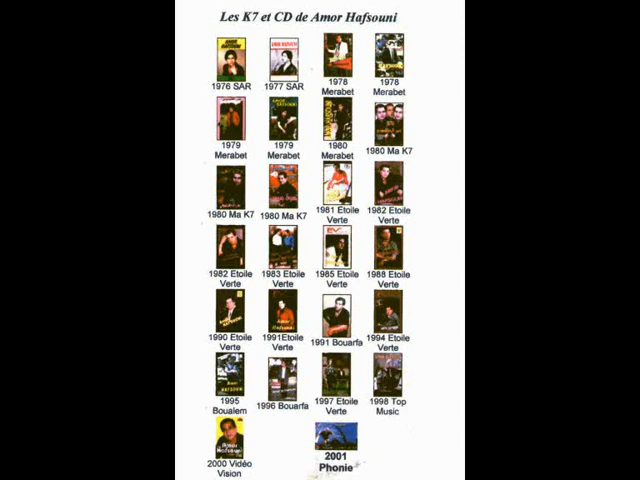 Les K7 et CD de Amor Hafsouni
1976 SAR
1977 SAR
1978
Merabet
1978
Merabet
1979
Merabet
1979
Merabet
1980
Merabet
1980 Ma K7
1980 Ma K7
1980 Ma K7
1981 Etoile
Verte
1982 Etoile
Verte
1982 Etoile
Verte
1983 Etoile
Verte
1985 Etoile
Verte
1988 Etoile
Verte
1990 Etoile
Verte
1991Etoile
Verte
1991 Bouarfa
1994 Etoile
Verte
1995
Boualem
1996 Bouarfa
1997 Etoile
Verte
1998 Top
Music
2000 Vidéo
Vision
2001
Phonie